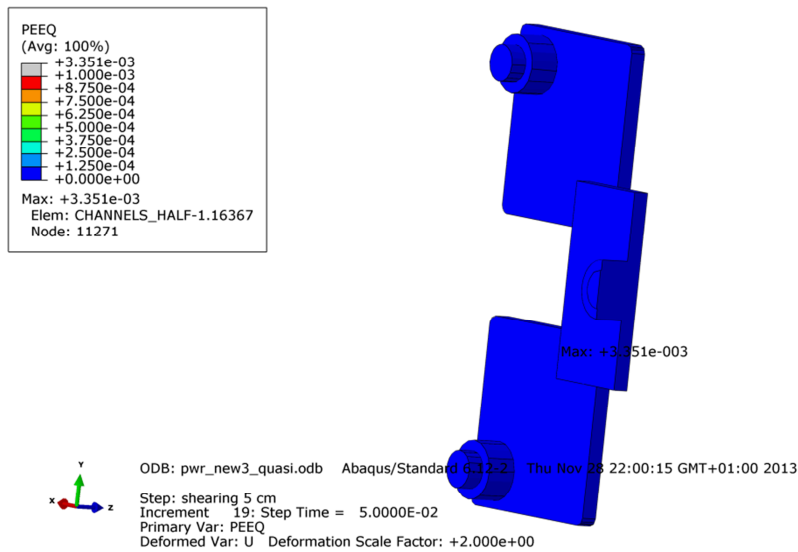 PEEQ
(Avg: 100%)
+3.351e-03
+1.000e-03
+8.750e-04
+7.500e-04
+6.250e-04
+5.000e-04
+3.750e-04
+2.500e-04
+1.250e-04
+0.000e+00
Max: +3.351e-03
Elem: CHANNELS_HALF-1.16367
Node: 11271
Max: +3.351e-003
Y
X
Z
ODB: pwr_new3_quasi.odb Abaqus/Standard 6.12-2 Thu Nov 28 22:00:15 GMT+01:00 2013
Step: shearing 5 cm
Increment 19: Step Time = 5.0000E-02
Primary Var: PEEQ
Deformed Var: U Deformation Scale Factor: +2.000e+00